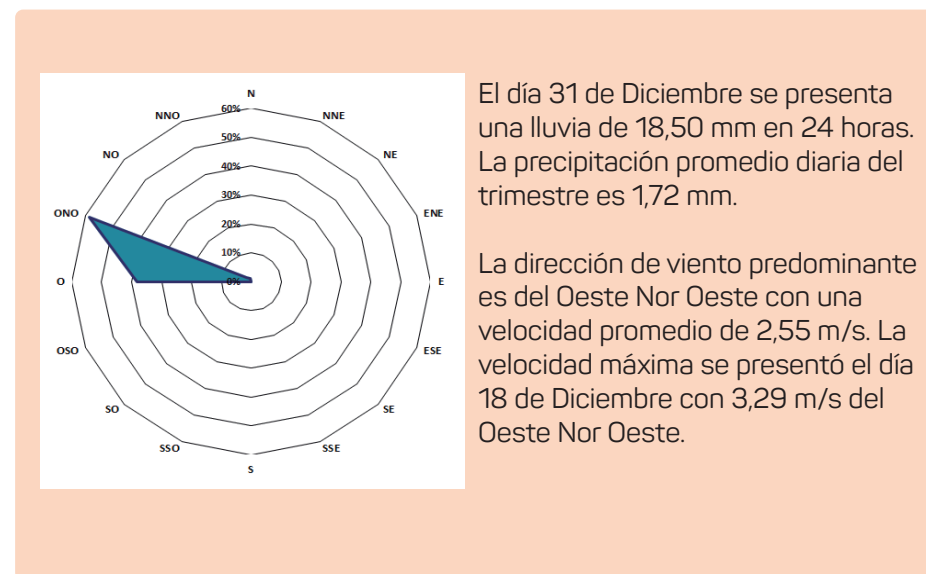 N
60%
NNO
NNE
50%
NO
NE
40%
30%
ONO
ENE
20%
10%
O
0%
E
OSO
ESE
SO
SE
SSO
SSE
S
El día 31 de Diciembre se presenta
una lluvia de 18,50 mm en 24 horas.
La precipitación promedio diaria del
trimestre es 1,72 mm.
La dirección de viento predominante
es del Oeste Nor Oeste con una
velocidad promedio de 2,55 m/s. La
velocidad máxima se presentó el día
18 de Diciembre con 3,29 m/s del
Oeste Nor Oeste.